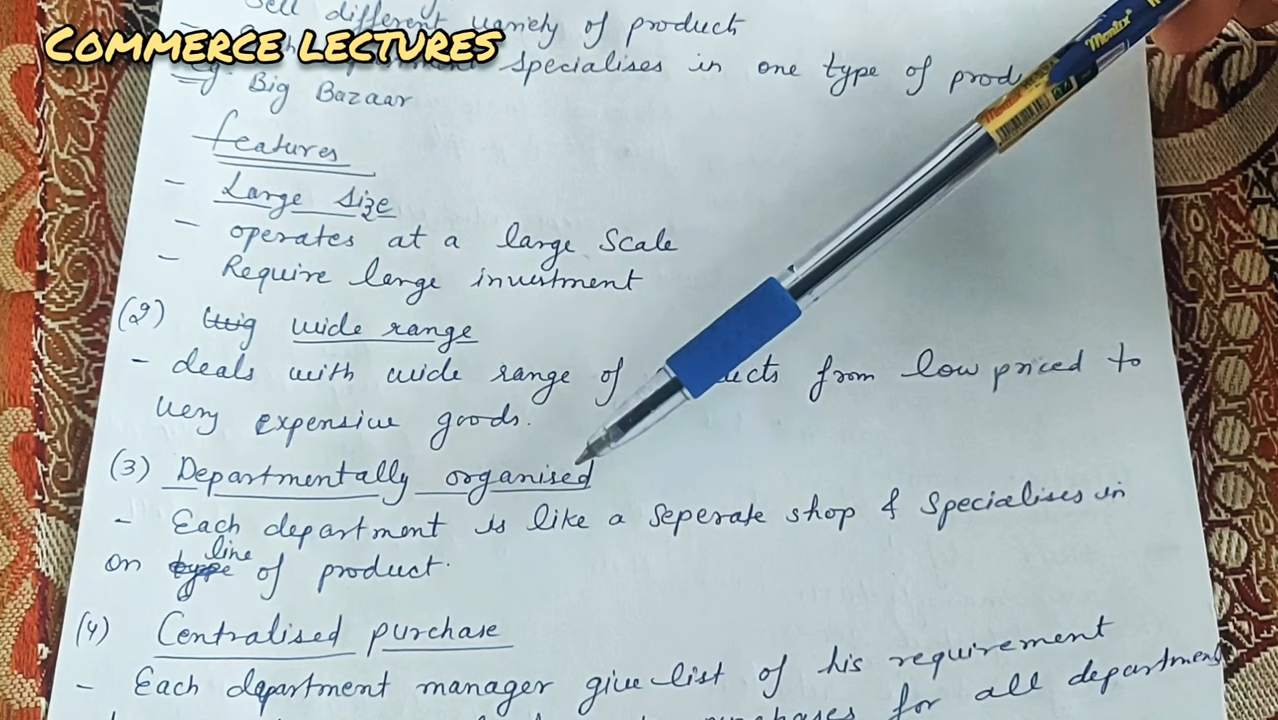 Sell different variety of product
COMMERCE LECTURES
specialises in one type of prod
eg. Big Bazaar
features
- Large size
- operates at a large scale
- Require large investment
(2) wide range
- deals with wide range of ucts from low priced to
very expensive goods.
(3) Departmentally organised
- Each department is like a seperate shop & specialises in
on line of product.
(4) Centralised purchase
- Each department manager give list of his requirement
purchases for all department
Montex